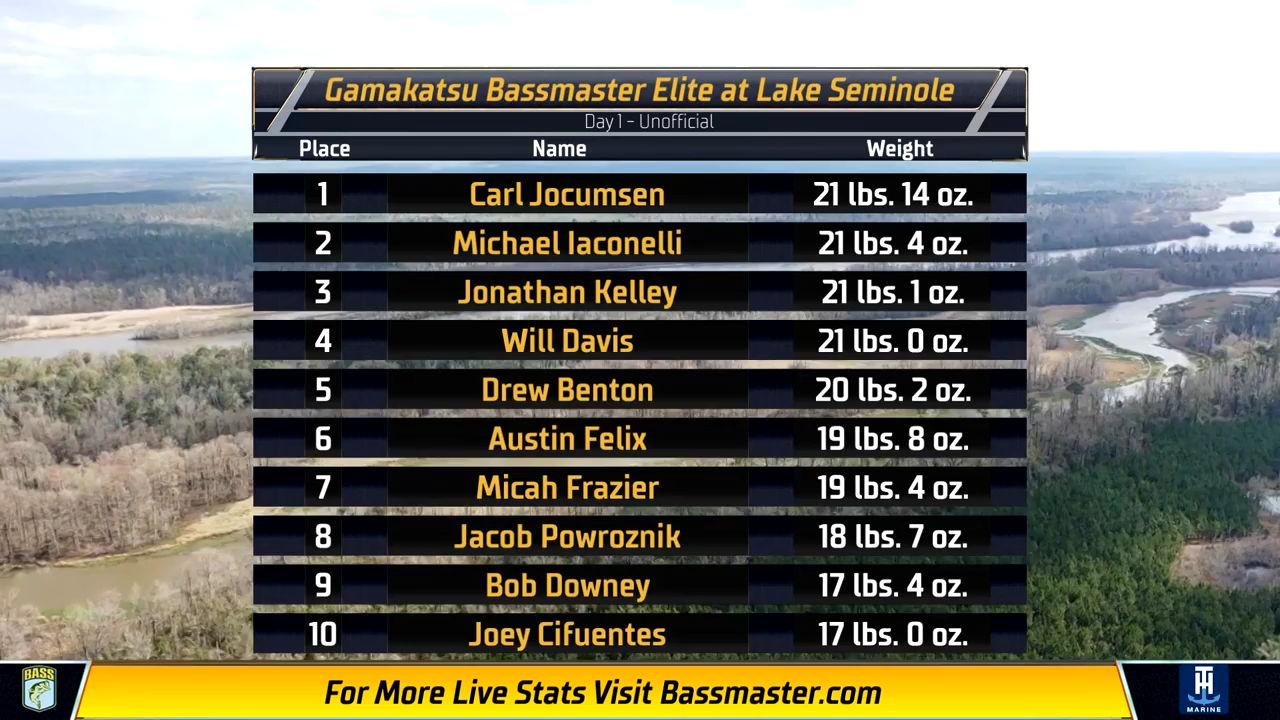 Gamakatsu Bassmaster Elite at Lake Seminole
Day 1 - Unofficial
Place Name Weight
1 Carl Jocumsen 21 lbs. 14 oz.
2 Michael Iaconelli 21 lbs. 4 oz.
3 Jonathan Kelley 21 lbs. 1 oz.
4 Will Davis 21 lbs. 0 oz.
5 Drew Benton 20 lbs. 2 oz.
6 Austin Felix 19 lbs. 8 oz.
7 Micah Frazier 19 lbs. 4 oz.
8 Jacob Powroznik 18 lbs. 7 oz.
9 Bob Downey 17 lbs. 4 oz.
10 Joey Cifuentes 17 lbs. 0 oz.
BASS
For More Live Stats Visit Bassmaster.com
TH
MARINE